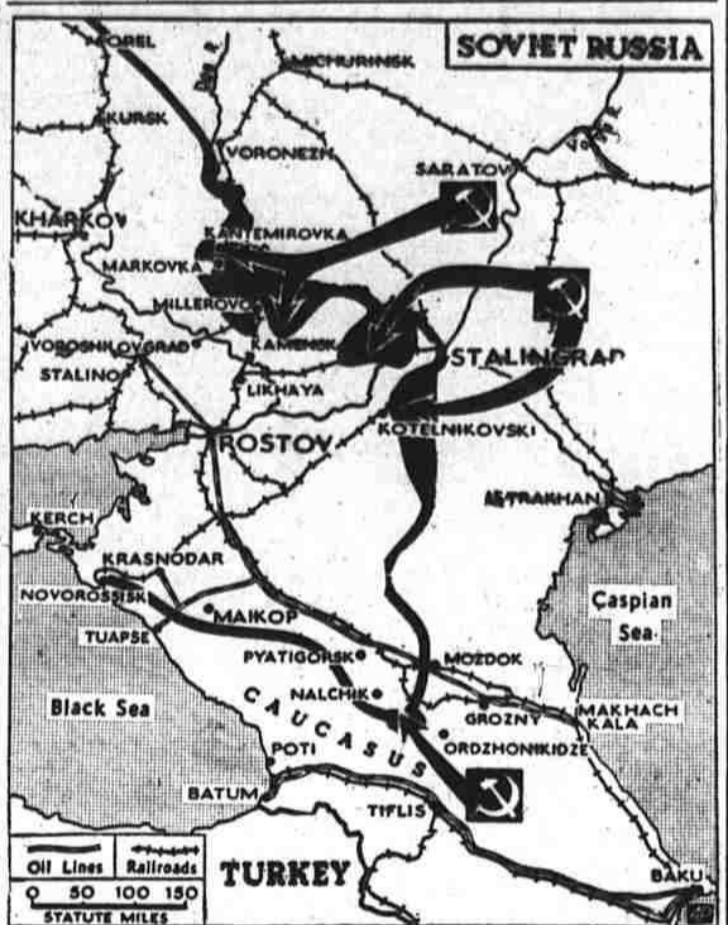 SOVIET RUSSIA
OREL
Don R
MICHURINSK
KURSK
VORONEZH
SARATOV
KHARKOV
KANTEMIROVKA
MARKOVKA
MILLEROVO
VOROSHILOVGRAD
KAMENSK
STALINGRAD
STALINO
LIKHAYA
KOTELNIKOVSKI
ROSTOV
ASTRAKHAN
KERCH
KRASNODAR
NOVOROSSISK
MAIKOP
TUAPSE
Caspian
Sea
PYATIGORSK
MOZDOK
NALCHIK
Black Sea
CAUCASUS
GROZNY
MAKHACH
KALA
ORDZHONIKIDZE
POTI
BATUM
TIFLIS
Oil Lines
Railroads
TURKEY
BAKU
0 50 100 150
STATUTE MILES